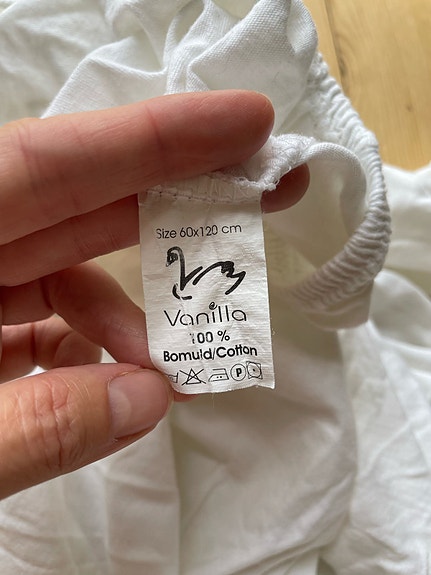 Size 60x120 cm
Vanilla
100 %
Bomuld/Cotton
P